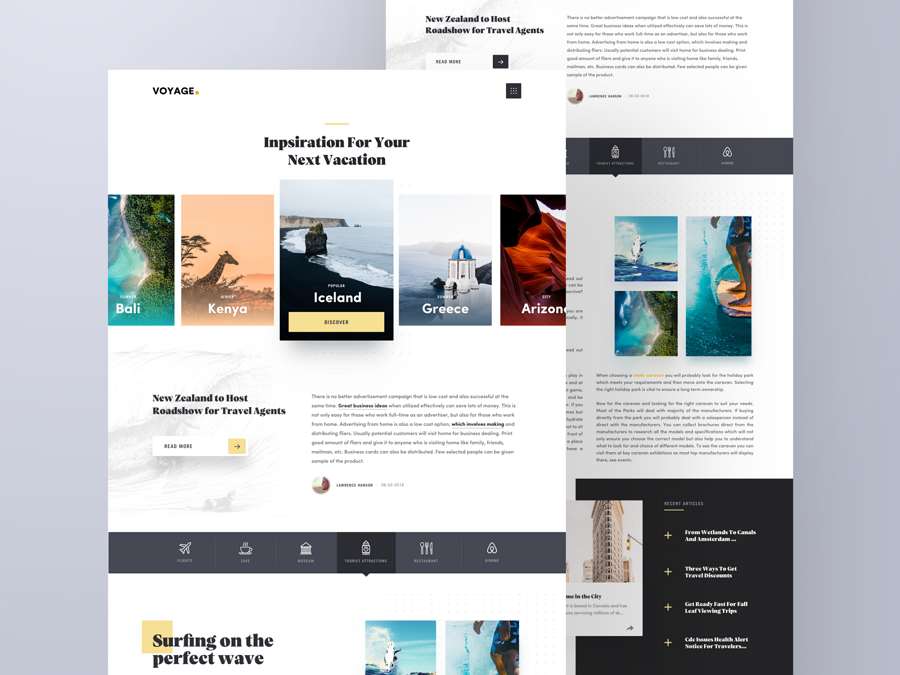 New Zealand to Host
Roadshow for Travel Agents
READ MORE
There is no better advertisement campaign that is low cost and also successful at the
same time. Great business ideas when utilized effectively can save lots of money. This is
not only easy for those who work full-time as an advertiser, but also for those who work
from home. Advertising from home is also a low cost option, which involves making and
distributing fliers. Usually potential customers will visit home for business dealing. Print
good amount of fliers and give it to anyone who is visiting home like family, friends,
mailman, etc. Business cards can also be distributed. Few selected people can be given
sample of the product.
LAWRENCE HANSON
TOURIST ATTRACTIONS
RESTAURANT
VOYAGE.
Inpsiration For Your
Next Vacation
SUMMER
Bali
Kenya
POPULAR
Iceland
DISCOVER
SUMMER
Greece
CITY
Arizon
New Zealand to Host
Roadshow for Travel Agents
READ MORE
There is no better advertisement campaign that is low cost and also successful at the
same time. Great business ideas when utilized effectively can save lots of money. This is
not only easy for those who work full-time as an advertiser, but also for those who work
from home. Advertising from home is also a low cost option, which involves making and
distributing fliers. Usually potential customers will visit home for business dealing. Print
good amount of fliers and give it to anyone who is visiting home like family, friends,
mailman, etc. Business cards can also be distributed. Few selected people can be given
sample of the product.
LAWRENCE HANSON
FLIGHTS
CAFE
MUSEUM
TOURIST ATTRACTIONS
RESTAURANT
Surfing on the
perfect wave
When choosing a static caravan you will probably look for the holiday park
which meets your requirements and then move onto the caravan. Selecting
the right holiday park is vital to ensure a long term ownership.
Now for the caravan and looking for the right caravan to suit your needs.
Most of the Parks will deal with majority of the manufacturers. If buying
directly from the park you will probably deal with a salesperson instead of
direct with the manufacturers. You can collect brochures direct from the
manufacturers to research all the models and specifications which will not
only ensure you choose the correct model but also help you to understand
what to look for and choice of different models. To see the caravan you can
visit them at key caravan exhibitions as most top manufacturers will display
there, see events.
me in the City
RECENT ARTICLES
From Wetlands To Canals
And Amsterdam ...
Three Ways To Get
Travel Discounts
Get Ready Fast For Fall
Leaf Viewing Trips
Cdc Issues Health Alert
Notice For Travelers...